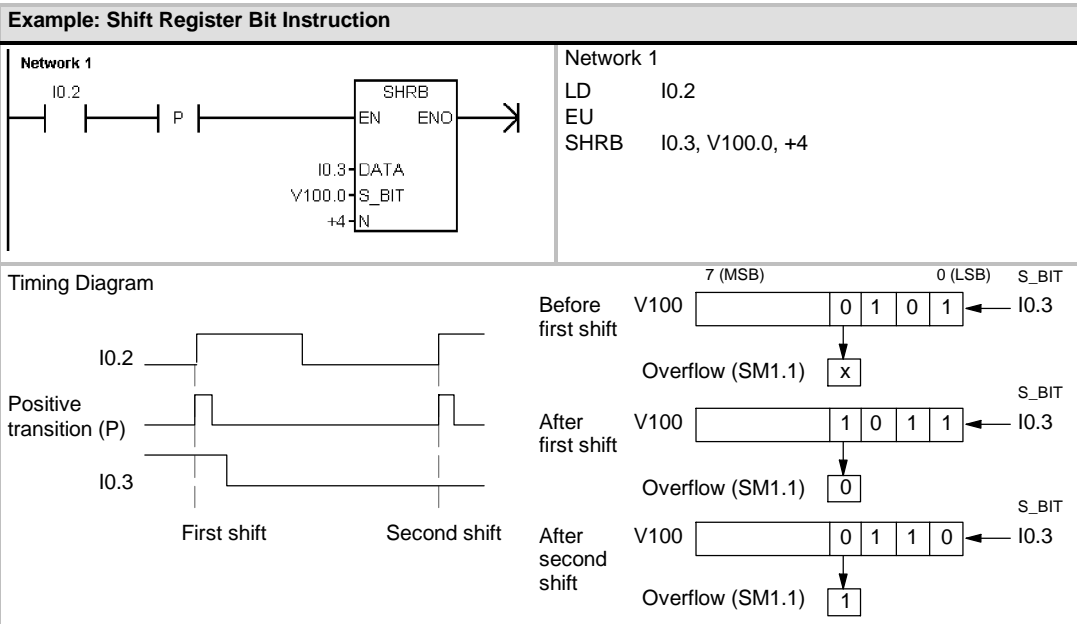 Example: Shift Register Bit Instruction
Network 1
I0.2
P
SHRB
EN ENO
I0.3 DATA
V100.0 S_BIT
+4 N
Network 1
LD I0.2
EU
SHRB I0.3, V100.0, +4
Timing Diagram
I0.2
Positive
transition (P)
I0.3
First shift Second shift
7 (MSB) 0 (LSB) S_BIT
Before
first shift
V100 0 1 0 1 I0.3
Overflow (SM1.1) x
S_BIT
After
first shift
V100 1 0 1 1 I0.3
Overflow (SM1.1) 0
S_BIT
After
second
shift
V100 0 1 1 0 I0.3
Overflow (SM1.1) 1